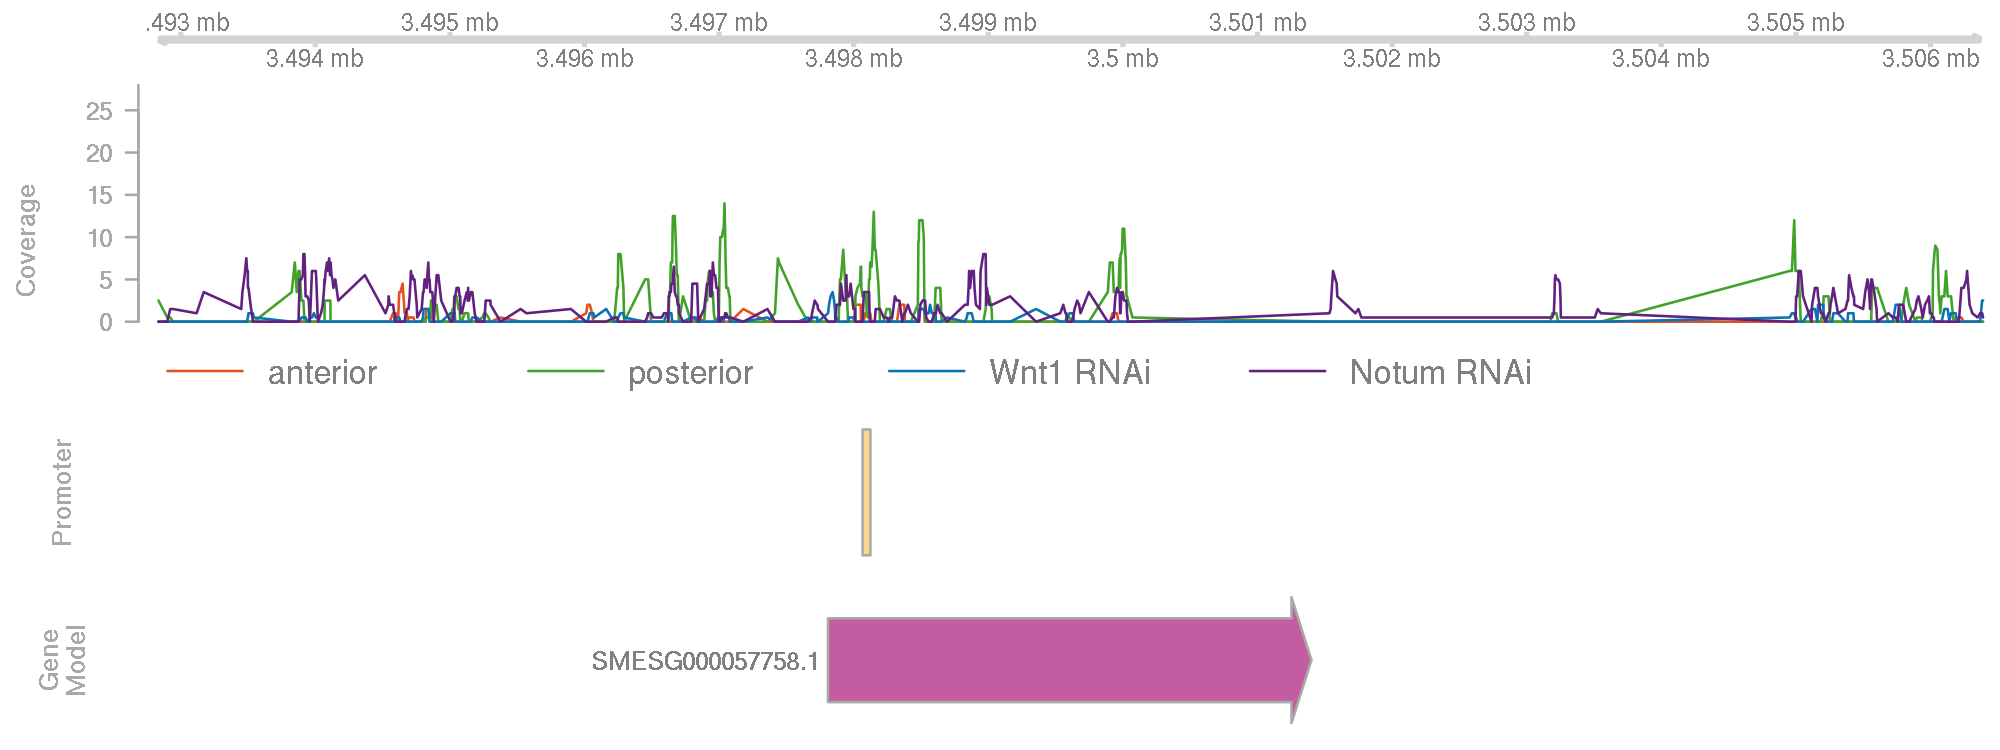 .493 mb 3.495 mb 3.497 mb 3.499 mb 3.501 mb 3.503 mb 3.505 mb
3.494 mb 3.496 mb 3.498 mb 3.5 mb 3.502 mb 3.504 mb 3.506 mb
Coverage
25
20
15
10
5
0
anterior posterior Wnt1 RNAi Notum RNAi
Promoter
Gene
Model
SMESG000057758.1